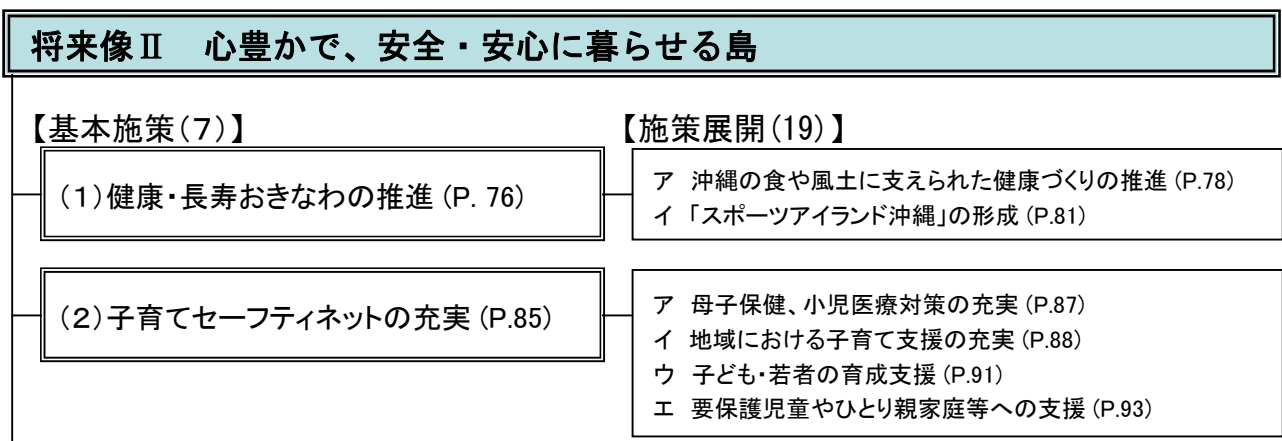 将来像Ⅱ　心豊かで、安全・安心に暮らせる島
【基本施策(７)】
【施策展開(19)】
(１)健康・長寿おきなわの推進 (P. 76)
ア　沖縄の食や風土に支えられた健康づくりの推進 (P.78)
イ　「スポーツアイランド沖縄」の形成 (P.81)
(２)子育てセーフティネットの充実 (P.85)
ア　母子保健、小児医療対策の充実 (P.87)
イ　地域における子育て支援の充実 (P.88)
ウ　子ども・若者の育成支援 (P.91)
エ　要保護児童やひとり親家庭等への支援 (P.93)